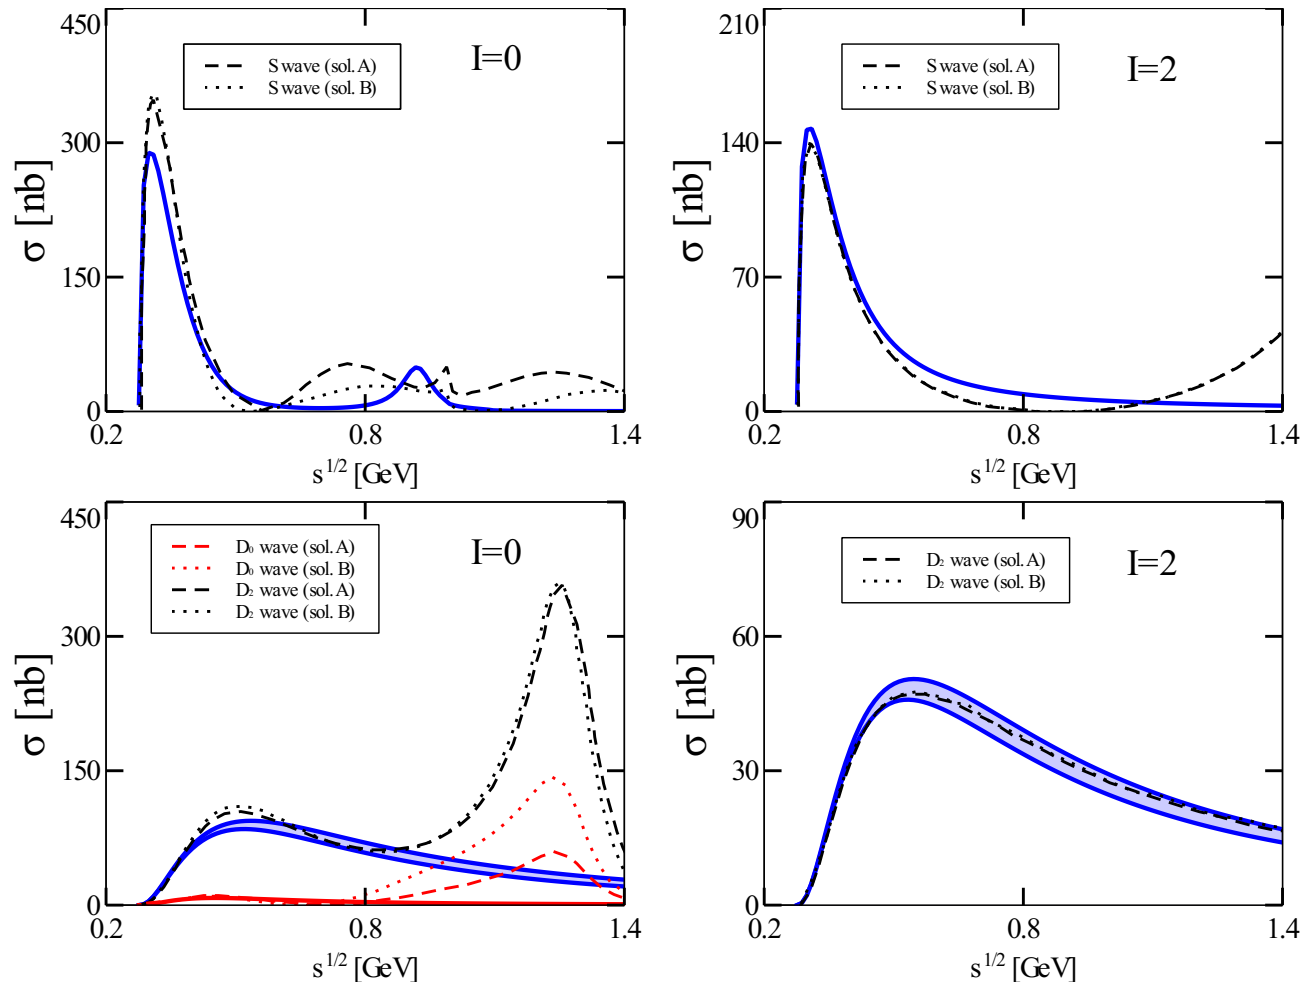 450
300
150
0
0.2
0.8
1.4
σ [nb]
s^{1/2} [GeV]
I=0
S wave (sol. A)
S wave (sol. B)
210
140
70
0
0.2
0.8
1.4
σ [nb]
s^{1/2} [GeV]
I=2
S wave (sol. A)
S wave (sol. B)
450
300
150
0
0.2
0.8
1.4
σ [nb]
s^{1/2} [GeV]
I=0
D₀ wave (sol. A)
D₀ wave (sol. B)
D₂ wave (sol. A)
D₂ wave (sol. B)
90
60
30
0
0.2
0.8
1.4
σ [nb]
s^{1/2} [GeV]
I=2
D₂ wave (sol. A)
D₂ wave (sol. B)